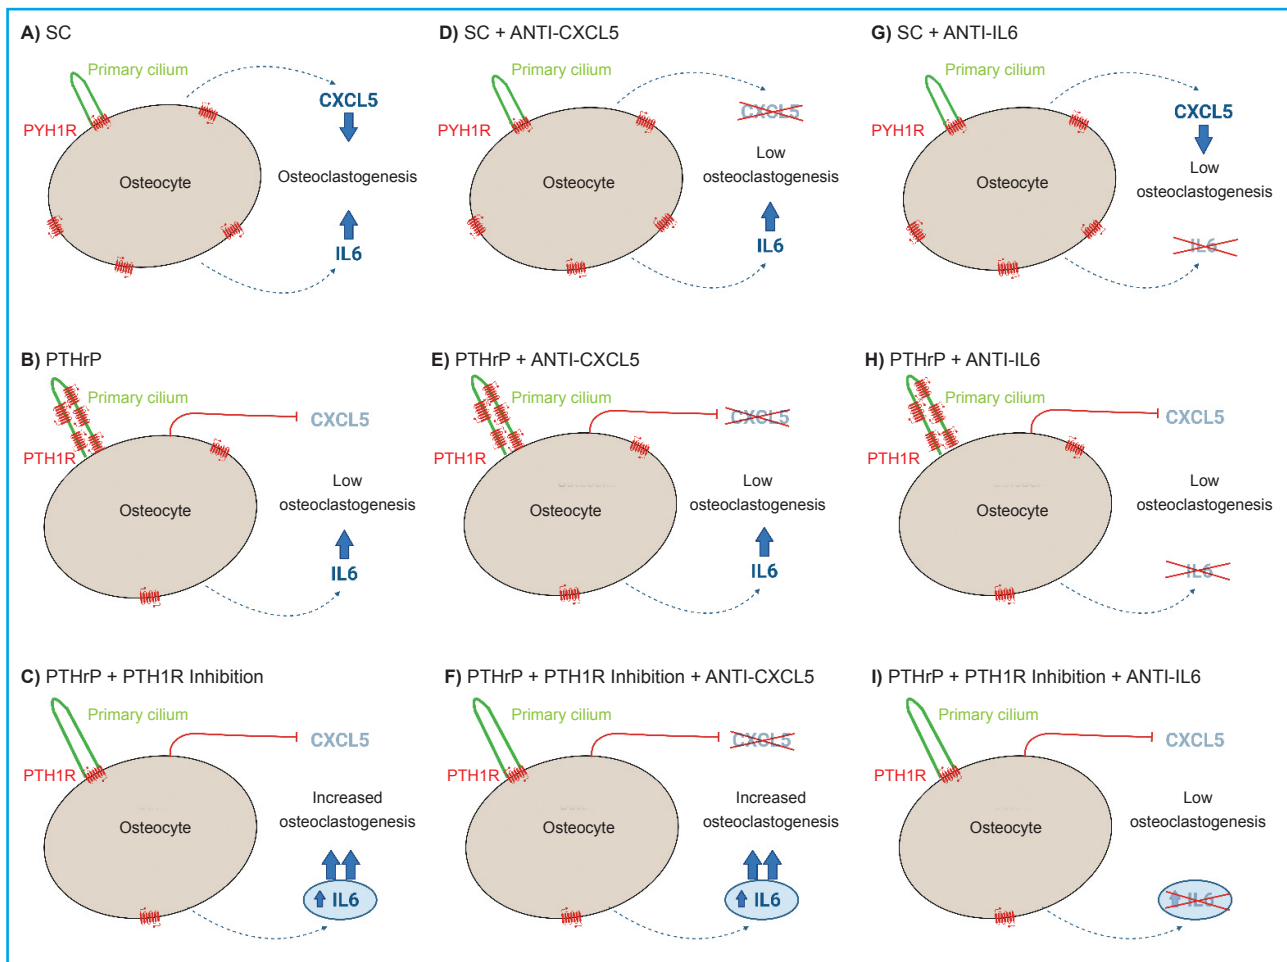 A) SC
Primary cilium
CXCL5
PYH1R
Osteocyte
Osteoclastogenesis
IL6
D) SC + ANTI-CXCL5
Primary cilium
CXCL5
PYH1R
Low
osteoclastogenesis
Osteocyte
IL6
G) SC + ANTI-IL6
Primary cilium
CXCL5
PYH1R
Low
osteoclastogenesis
Osteocyte
IL6
B) PTHrP
Primary cilium
CXCL5
PTH1R
Low
osteoclastogenesis
Osteocyte
IL6
E) PTHrP + ANTI-CXCL5
Primary cilium
CXCL5
PTH1R
Low
osteoclastogenesis
Osteocyte
IL6
H) PTHrP + ANTI-IL6
Primary cilium
CXCL5
PTH1R
Low
osteoclastogenesis
Osteocyte
IL6
C) PTHrP + PTH1R Inhibition
Primary cilium
CXCL5
PTH1R
Increased
osteoclastogenesis
Osteocyte
IL6
F) PTHrP + PTH1R Inhibition + ANTI-CXCL5
Primary cilium
CXCL5
PTH1R
Increased
osteoclastogenesis
Osteocyte
IL6
I) PTHrP + PTH1R Inhibition + ANTI-IL6
Primary cilium
CXCL5
PTH1R
Low
osteoclastogenesis
Osteocyte
IL6